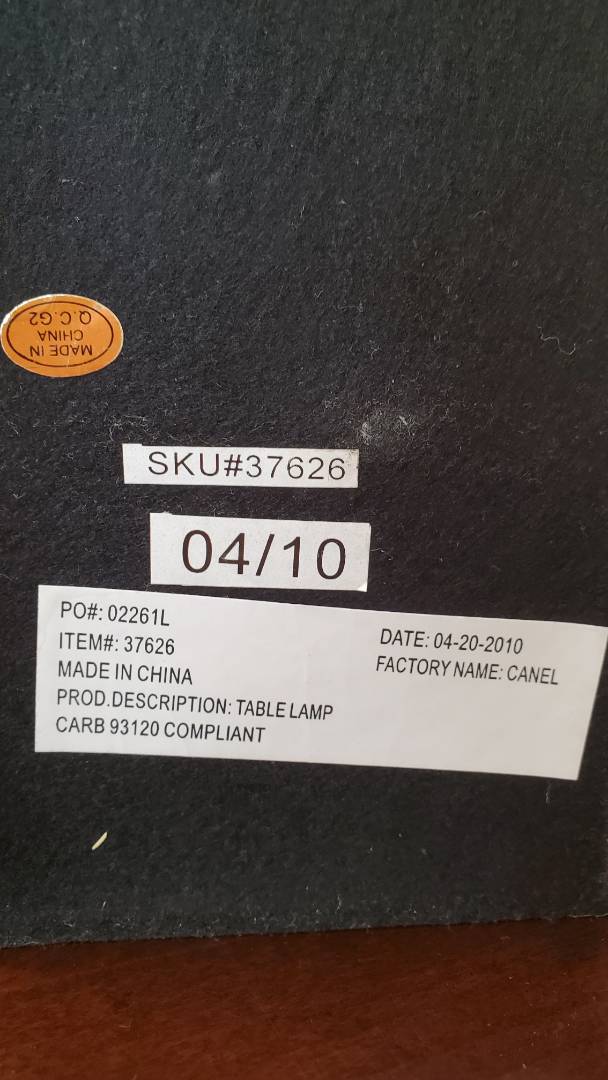 MADE IN
CHINA
Q.C.G2
SKU#37626
04/10
PO#: 02261L
ITEM#: 37626
MADE IN CHINA
PROD.DESCRIPTION: TABLE LAMP
CARB 93120 COMPLIANT
DATE: 04-20-2010
FACTORY NAME: CANEL